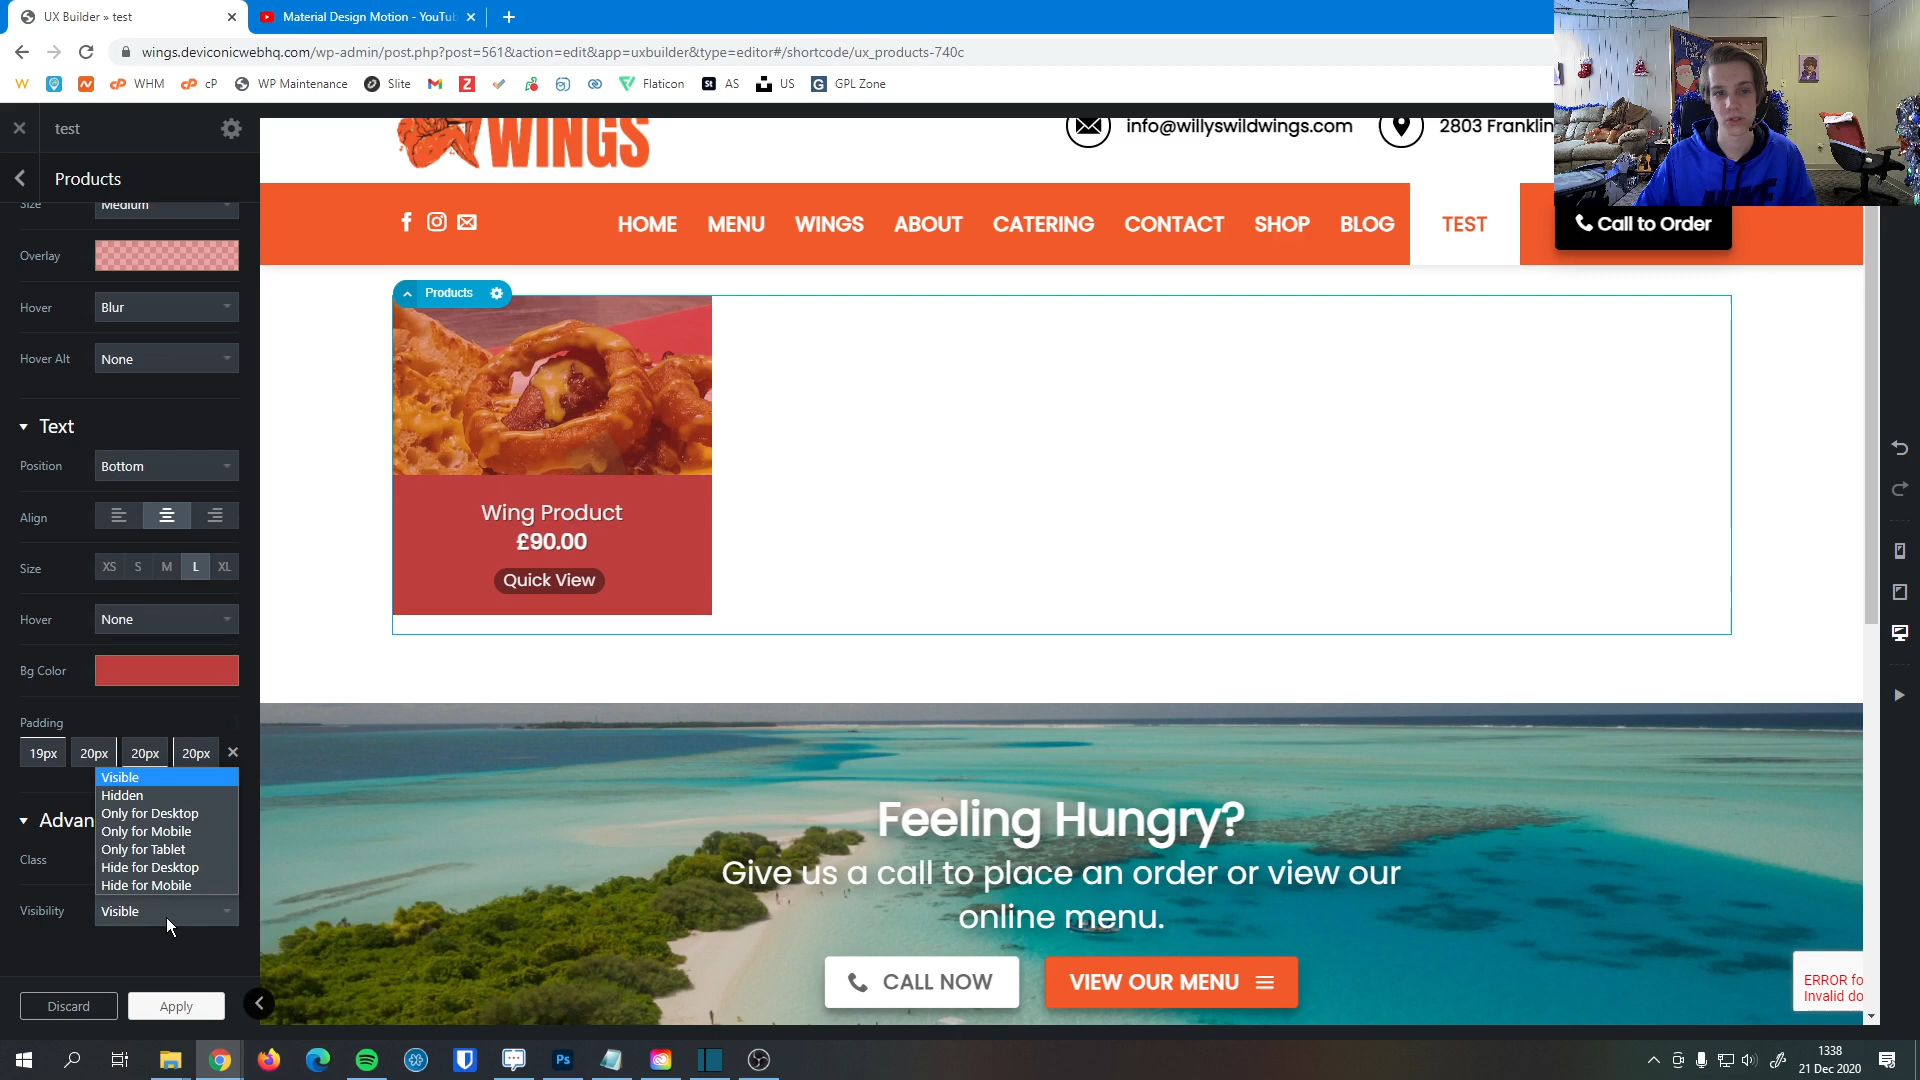 UX Builder » test
Material Design Motion - YouTub
wings.deviconicwebhq.com/wp-admin/post.php?post=561&action=edit&app=uxbuilder&type=editor#/shortcode/ux_products-740c
WHM
cP
WP Maintenance
Slite
Flaticon
AS
US
GPL Zone
test
Products
Size
Medium
Overlay
Hover
Blur
Hover Alt
None
Text
Position
Bottom
Align
Size
XS
S
M
L
XL
Hover
None
Bg Color
Padding
19px
20px
20px
20px
Visible
Hidden
Only for Desktop
Only for Mobile
Only for Tablet
Hide for Desktop
Hide for Mobile
Advan
Class
Visibility
Visible
Discard
Apply
WINGS
info@willyswildwings.com
2803 Franklin
HOME
MENU
WINGS
ABOUT
CATERING
CONTACT
SHOP
BLOG
TEST
Call to Order
Products
Wing Product
£90.00
Quick View
Feeling Hungry?
Give us a call to place an order or view our
online menu.
CALL NOW
VIEW OUR MENU
ERROR fo
Invalid do
1338
21 Dec 2020